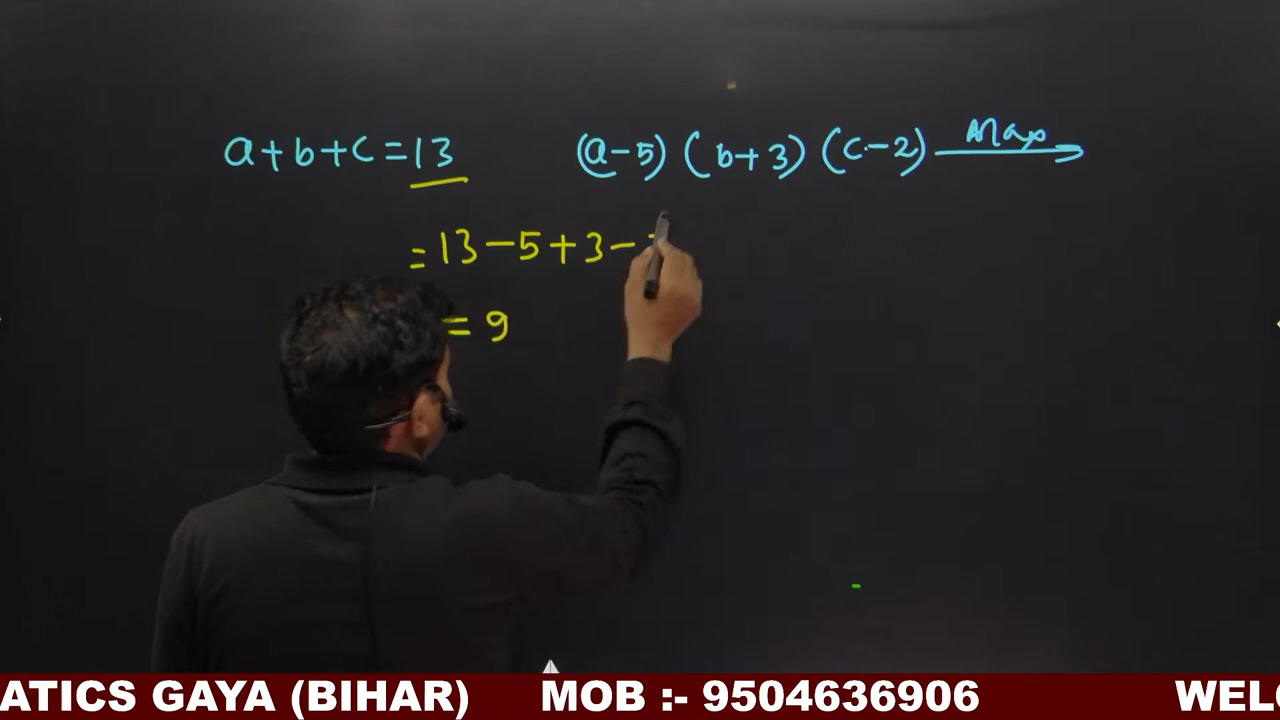 a+b+c=13 (a-5) (b+3) (c-2) Max
=13-5+3-
=9
ATICS GAYA (BIHAR) MOB :- 9504636906 WEL